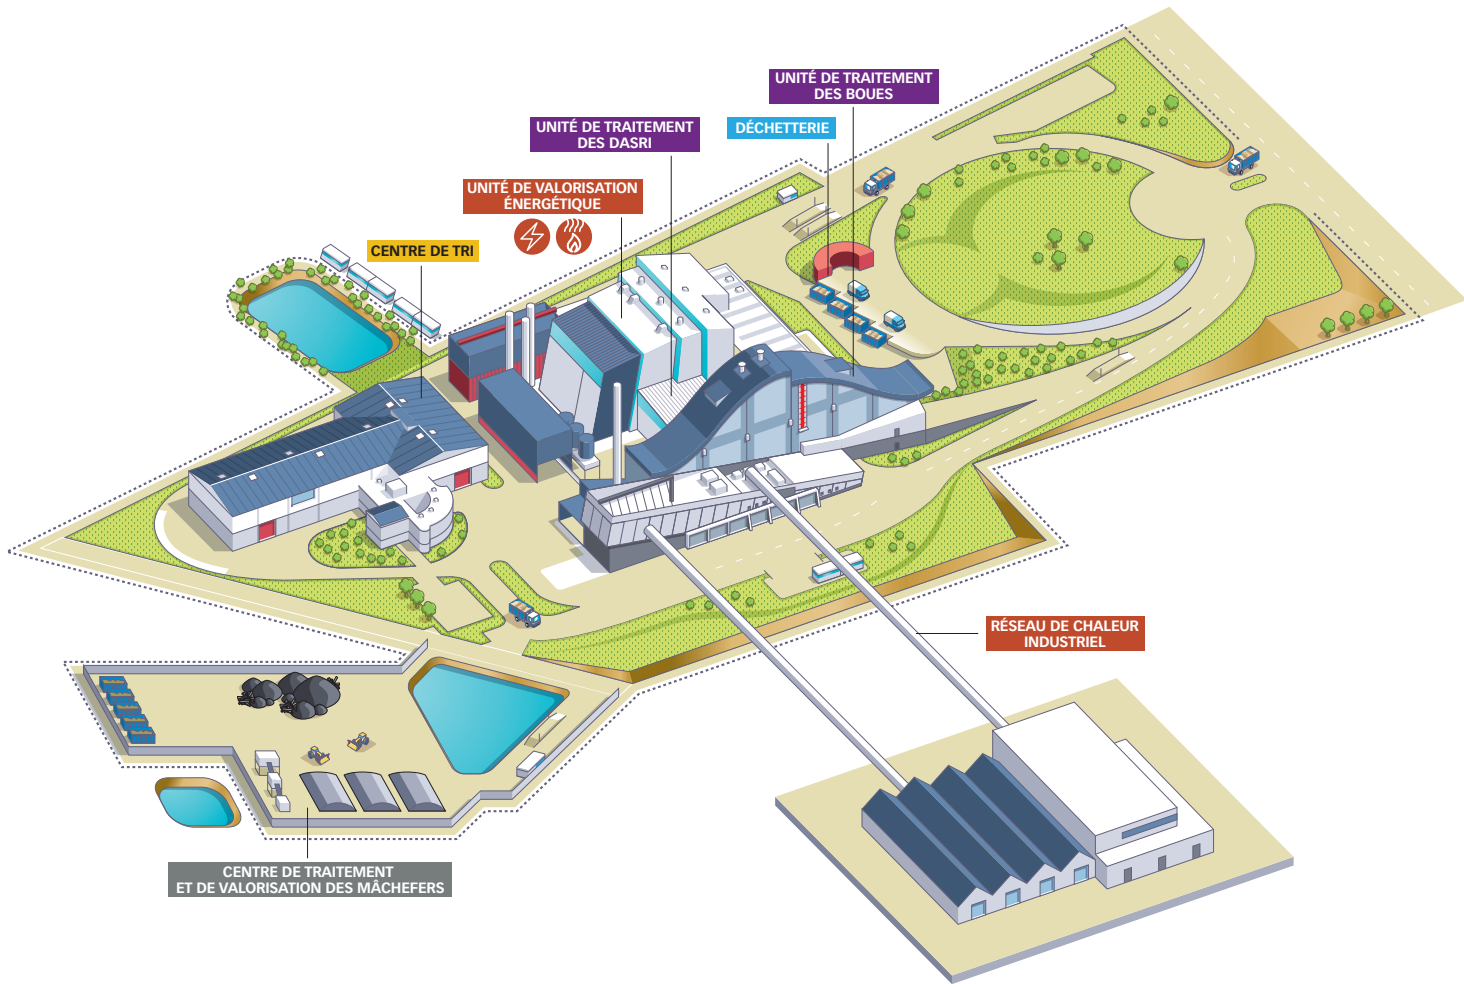 UNITÉ DE TRAITEMENT
DES BOUES
UNITÉ DE TRAITEMENT
DES DASRI
DÉCHETTERIE
UNITÉ DE VALORISATION
ÉNERGÉTIQUE
CENTRE DE TRI
RÉSEAU DE CHALEUR
INDUSTRIEL
CENTRE DE TRAITEMENT
ET DE VALORISATION DES MÂCHEFERS